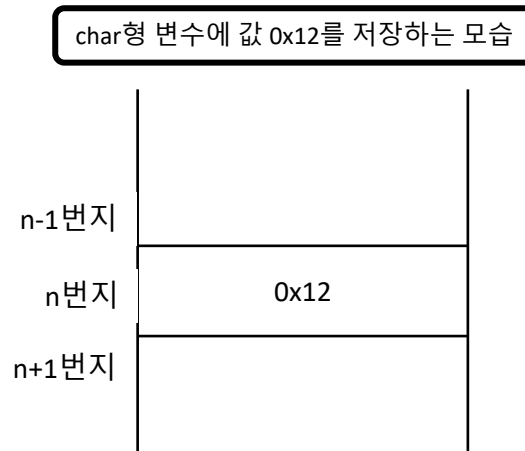 char형 변수에 값 0x12를 저장하는 모습
n-1번지
n번지 0x12
n+1번지